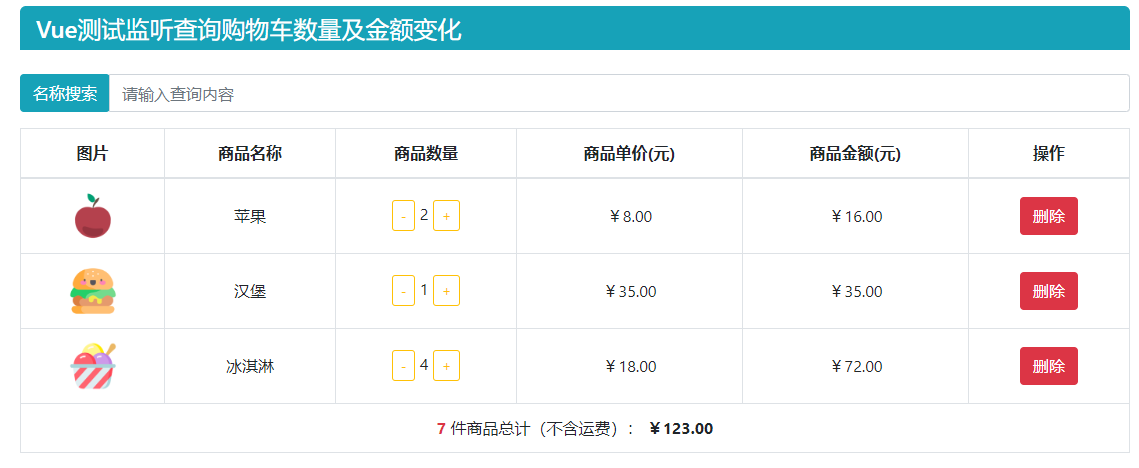 Vue测试监听查询购物车数量及金额变化
名称搜索 请输入查询内容
图片 商品名称 商品数量 商品单价(元) 商品金额(元) 操作
苹果 - 2 + ￥8.00 ￥16.00 删除
汉堡 - 1 + ￥35.00 ￥35.00 删除
冰淇淋 - 4 + ￥18.00 ￥72.00 删除
7 件商品总计（不含运费）： ￥123.00